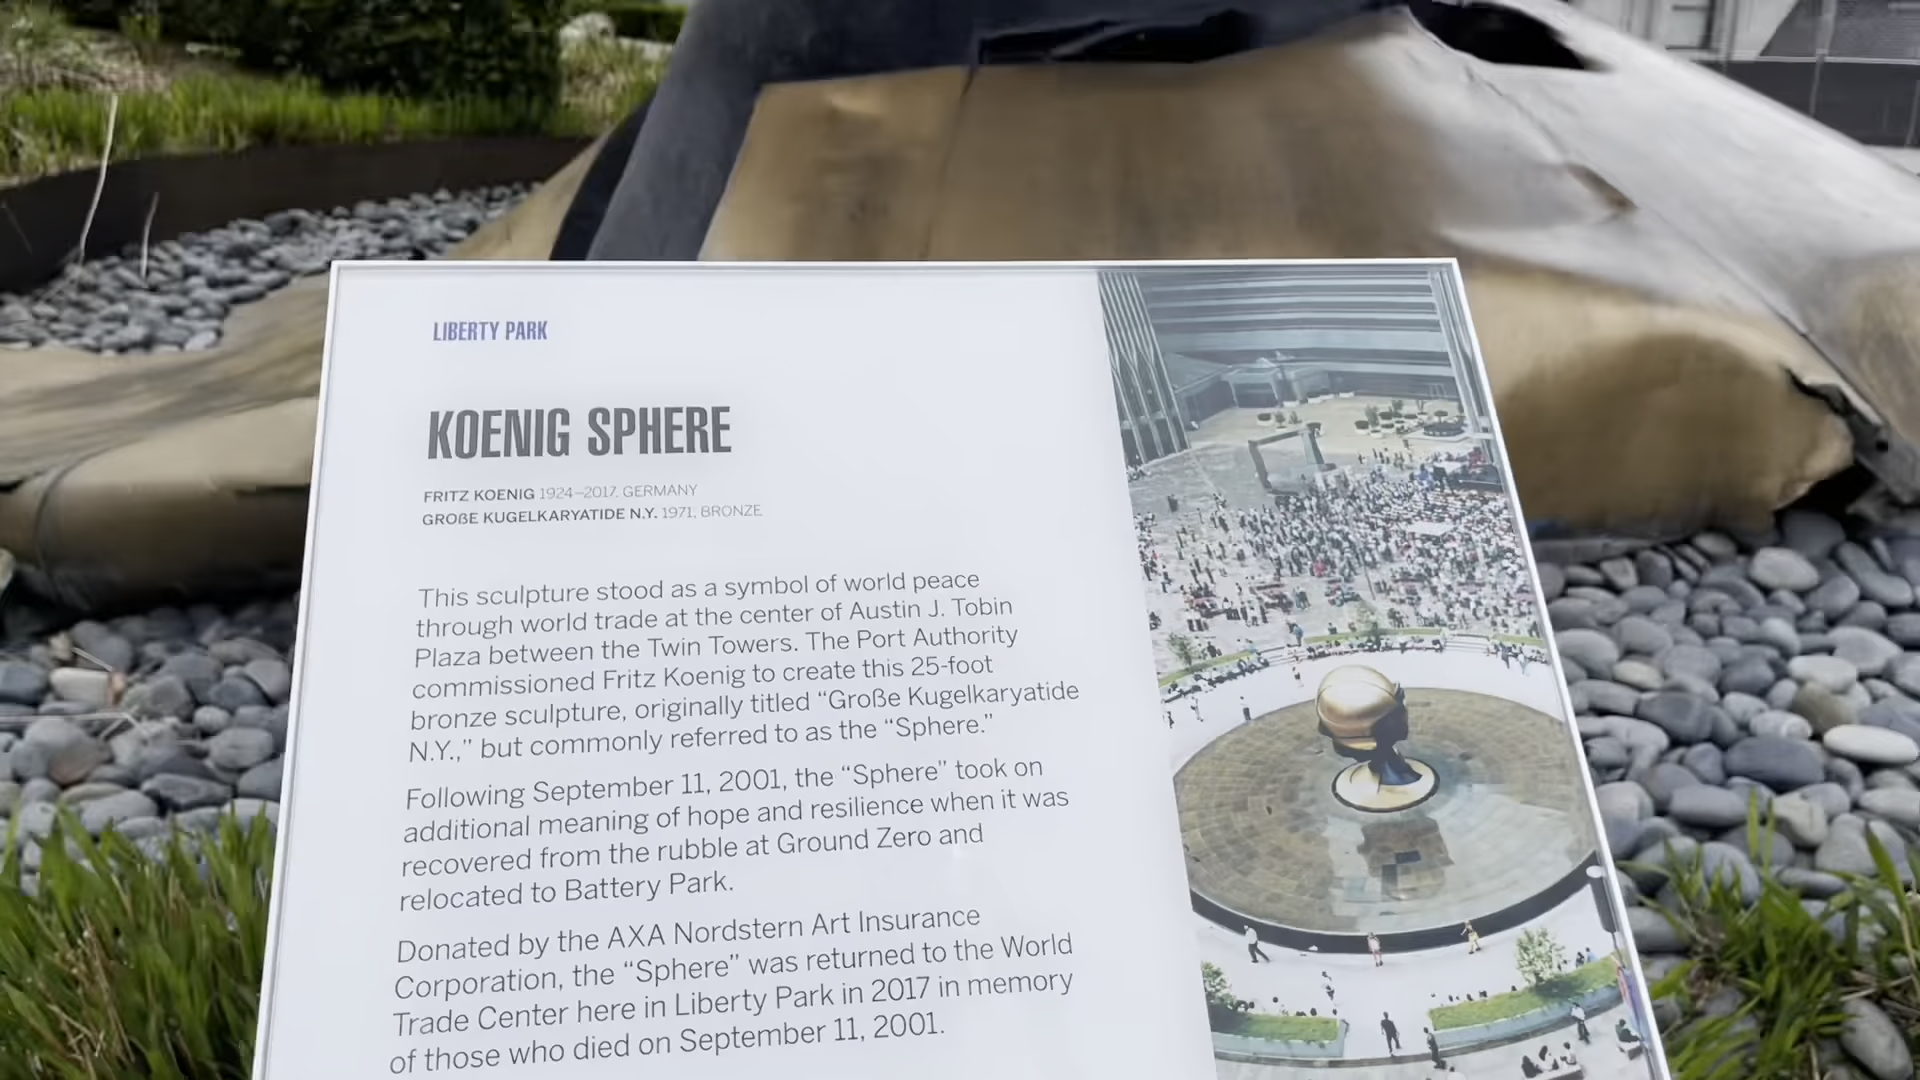 LIBERTY PARK
KOENIG SPHERE
FRITZ KOENIG 1924–2017, GERMANY
GROßE KUGELKARYATIDE N.Y. 1971, BRONZE
This sculpture stood as a symbol of world peace
through world trade at the center of Austin J. Tobin
Plaza between the Twin Towers. The Port Authority
commissioned Fritz Koenig to create this 25-foot
bronze sculpture, originally titled “Große Kugelkaryatide
N.Y.,” but commonly referred to as the “Sphere.”
Following September 11, 2001, the “Sphere” took on
additional meaning of hope and resilience when it was
recovered from the rubble at Ground Zero and
relocated to Battery Park.
Donated by the AXA Nordstern Art Insurance
Corporation, the “Sphere” was returned to the World
Trade Center here in Liberty Park in 2017 in memory
of those who died on September 11, 2001.